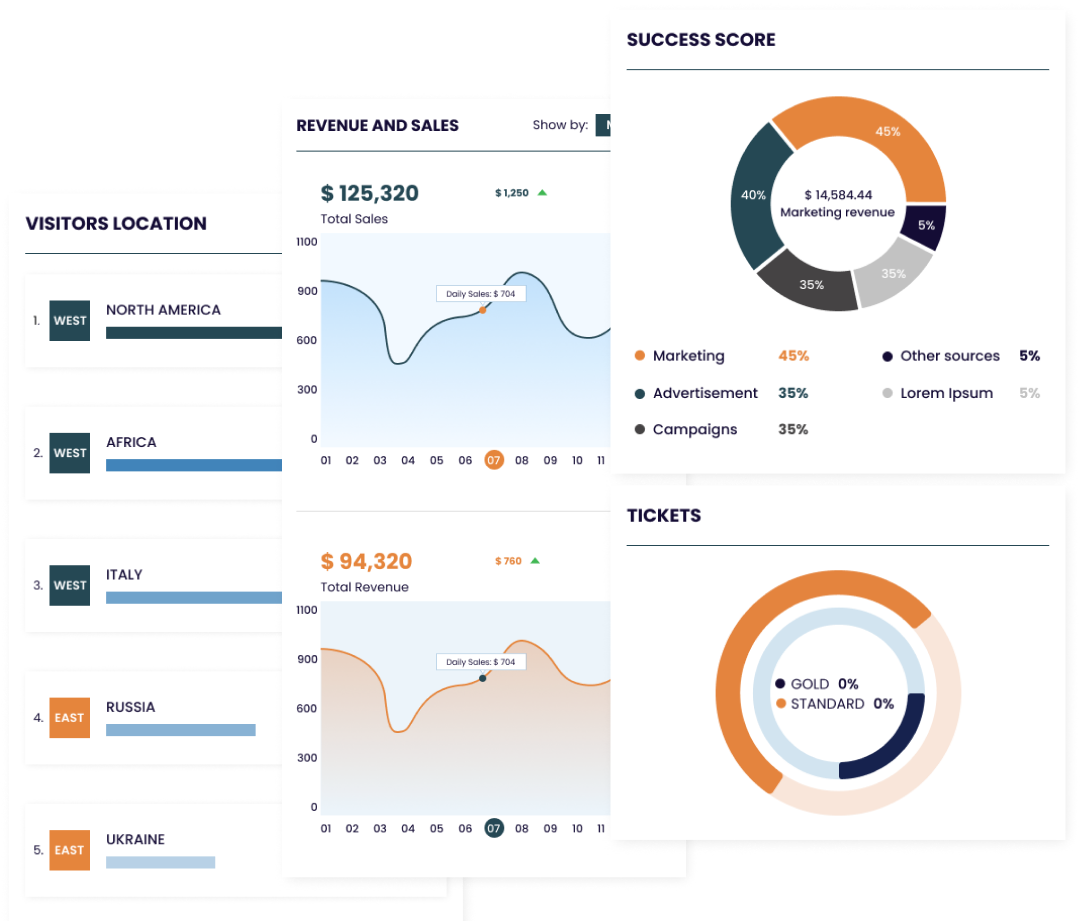 VISITORS LOCATION
1. WEST NORTH AMERICA
2. WEST AFRICA
3. WEST ITALY
4. EAST RUSSIA
5. EAST UKRAINE
REVENUE AND SALES Show by:
$ 125,320 $ 1,250
Total Sales
1100
900
Daily Sales: $ 704
600
300
0
01 02 03 04 05 06 07 08 09 10 11
$ 94,320 $ 760
Total Revenue
1100
900
Daily Sales: $ 704
600
300
0
01 02 03 04 05 06 07 08 09 10 11
SUCCESS SCORE
45%
40%
$ 14,584.44
Marketing revenue
5%
35%
35%
Marketing 45% Other sources 5%
Advertisement 35% Lorem Ipsum 5%
Campaigns 35%
TICKETS
GOLD 0%
STANDARD 0%